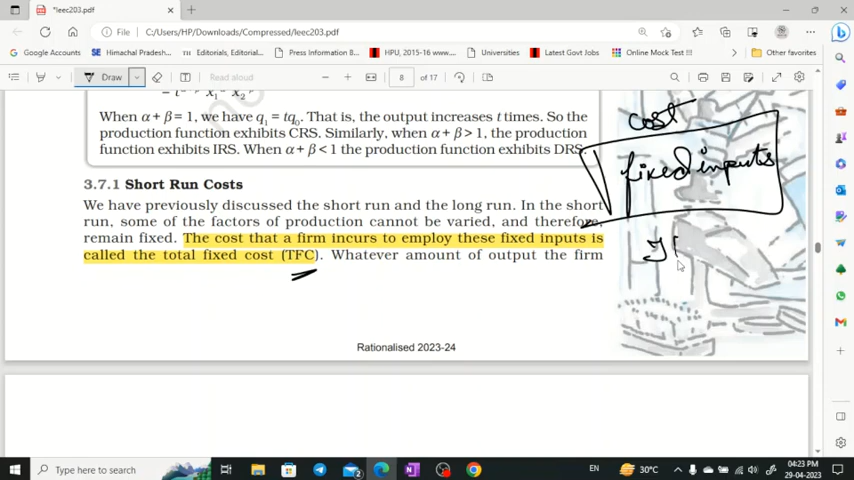 *leec203.pdf
File
C:/Users/HP/Downloads/Compressed/leec203.pdf
Google Accounts
Himachal Pradesh...
Tt Editorials, Editorial...
Press Information B...
HPU, 2015-16 www....
Universities
Latest Govt Jobs
Online Mock Test !!!
Other favorites
Draw
Read aloud
8
of 17
When α + β = 1, we have q₁ = tq₀. That is, the output increases t times. So the
production function exhibits CRS. Similarly, when α + β > 1, the production
function exhibits IRS. When α + β < 1 the production function exhibits DRS.
cost
fixed inputs
3.7.1 Short Run Costs
We have previously discussed the short run and the long run. In the short
run, some of the factors of production cannot be varied, and therefore,
remain fixed. The cost that a firm incurs to employ these fixed inputs is
called the total fixed cost (TFC). Whatever amount of output the firm
Rationalised 2023-24
Type here to search
EN
30°C
04:23 PM
29-04-2023